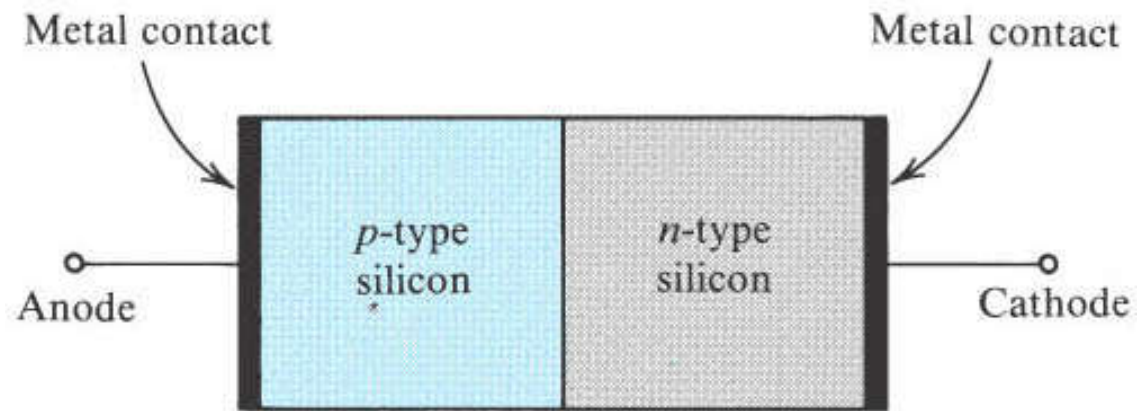 Metal contact
Metal contact
p-type
silicon
n-type
silicon
Anode
Cathode